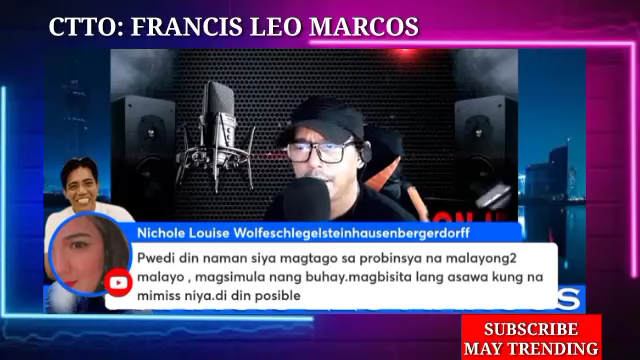 CTTO: FRANCIS LEO MARCOS
Nichole Louise Wolfeschlegelsteinhausenbergerdorff
Pwedi din naman siya magtago sa probinsya na malayong2
malayo , magsimula nang buhay.magbisita lang asawa kung na
mimiss niya.di din posible
SUBSCRIBE
MAY TRENDING